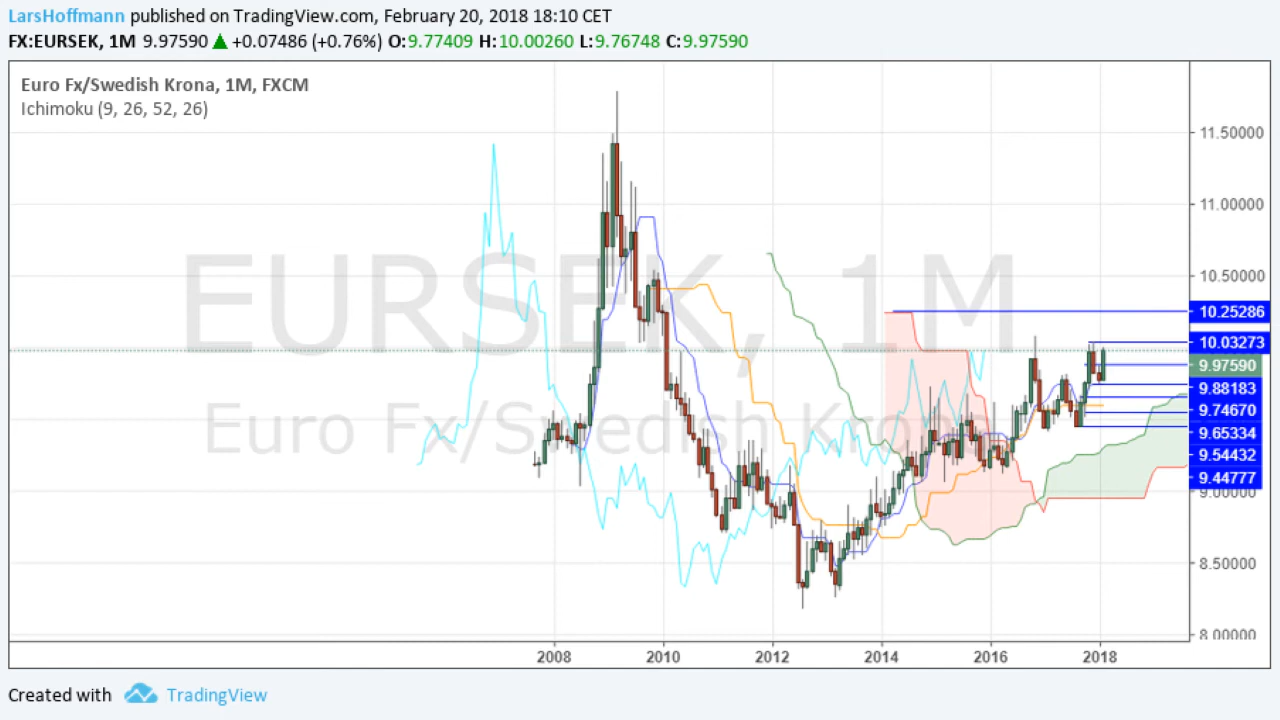 LarsHoffmann published on TradingView.com, February 20, 2018 18:10 CET
FX:EURSEK, 1M 9.97590 ▲ +0.07486 (+0.76%) O:9.77409 H:10.00260 L:9.76748 C:9.97590
Euro Fx/Swedish Krona, 1M, FXCM
Ichimoku (9, 26, 52, 26)
EURSEK, 1M
Euro Fx/Swedish Krona
11.50000
11.00000
10.50000
10.25286
10.03273
9.97590
9.88183
9.74670
9.65334
9.54432
9.44777
9.00000
8.50000
8.00000
2008 2010 2012 2014 2016 2018
Created with TradingView